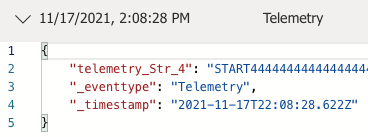 11/17/2021, 2:08:28 PM Telemetry
1 {
2 "telemetry_Str_4": "START4444444444444444
3 "_eventtype": "Telemetry",
4 "_timestamp": "2021-11-17T22:08:28.622Z"
5 }